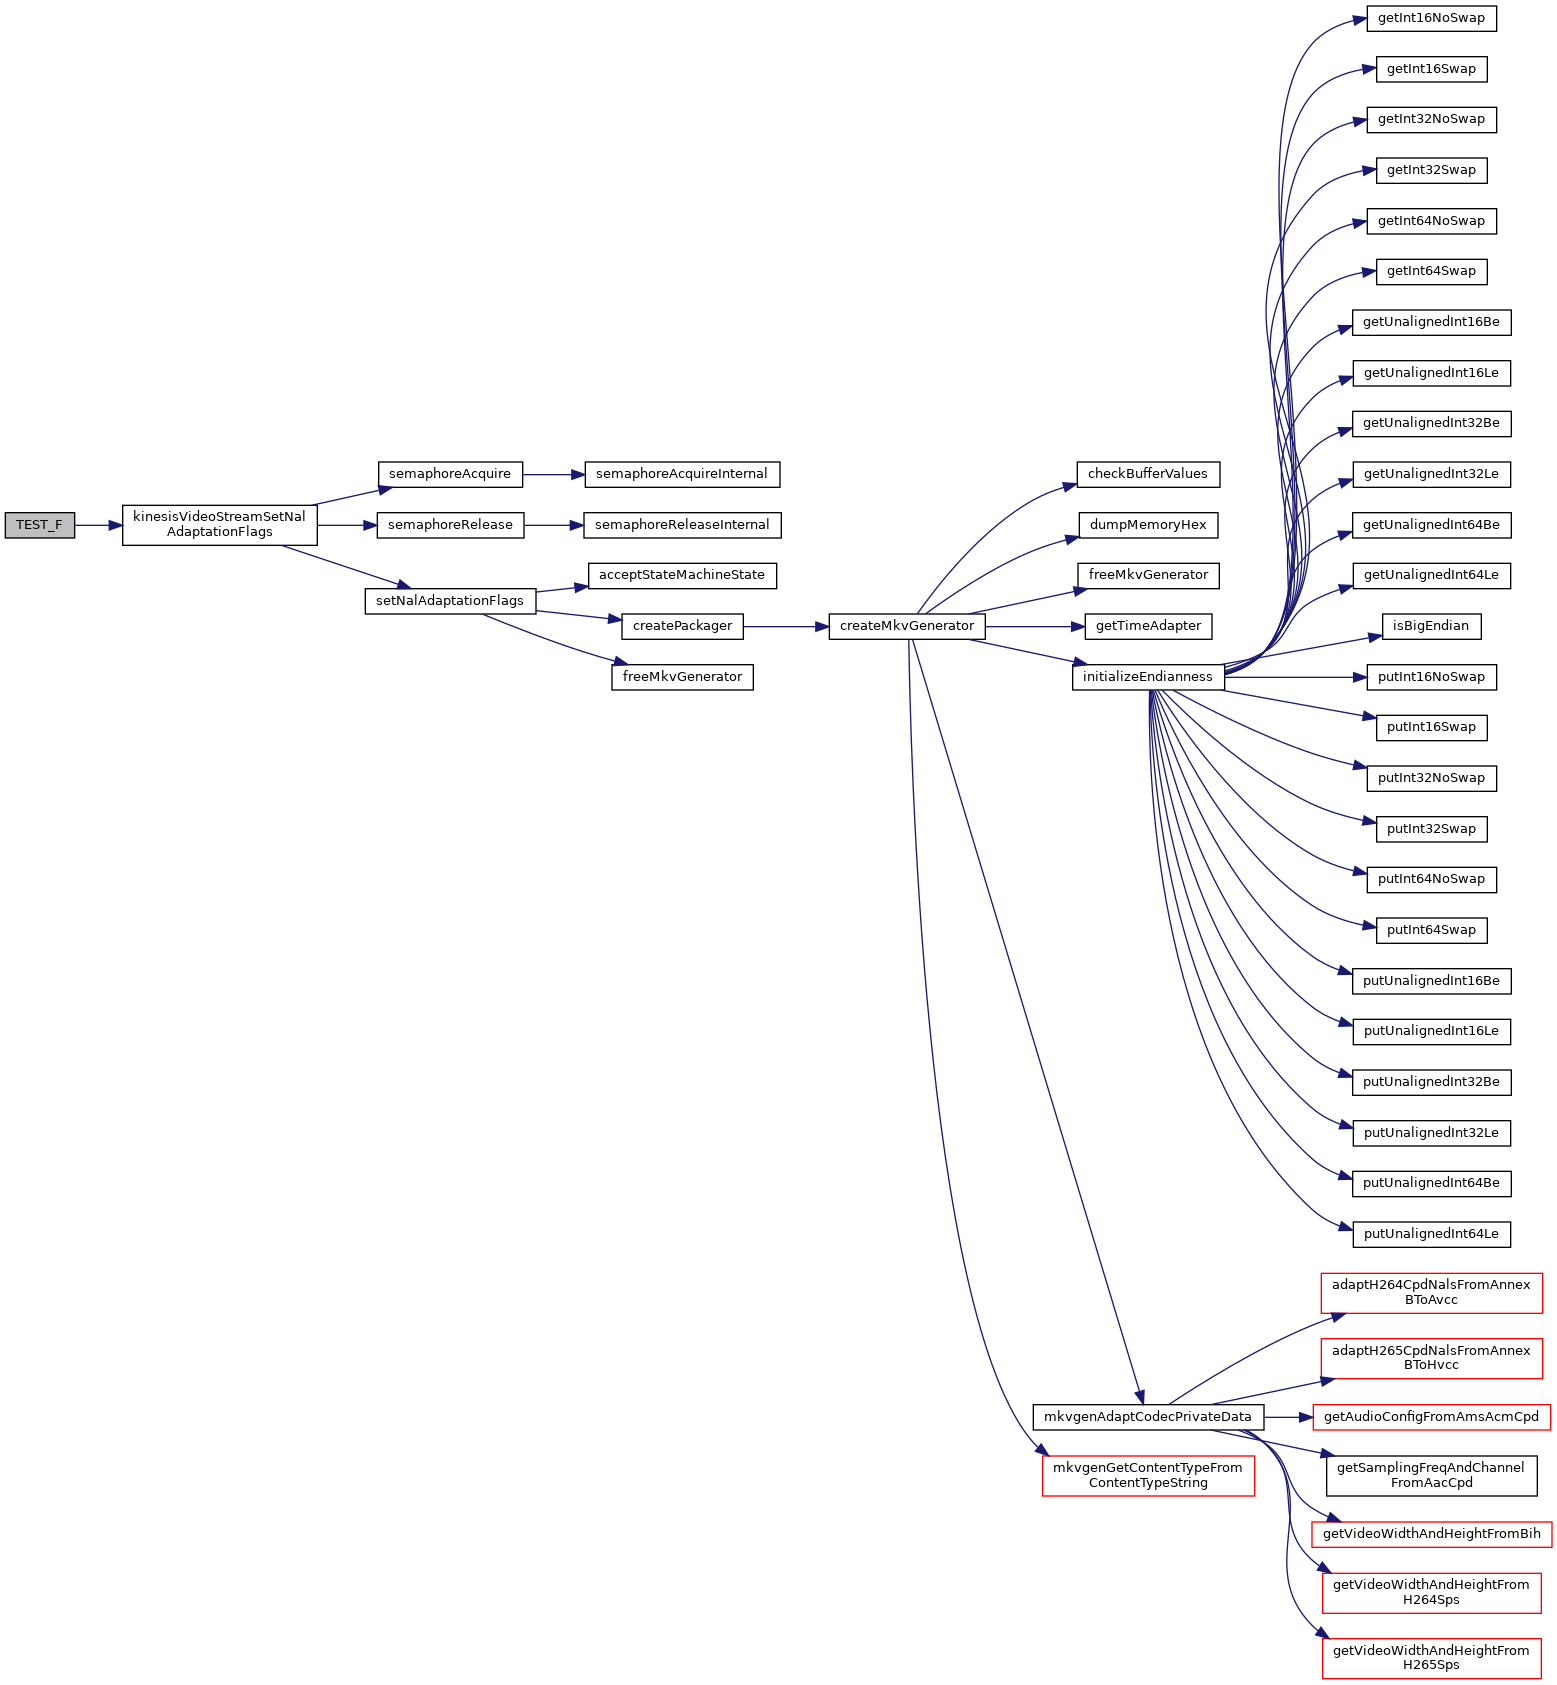 TEST_F
kinesisVideoStreamSetNal
AdaptationFlags
semaphoreAcquire
semaphoreRelease
setNalAdaptationFlags
semaphoreAcquireInternal
semaphoreReleaseInternal
acceptStateMachineState
createPackager
freeMkvGenerator
createMkvGenerator
checkBufferValues
dumpMemoryHex
freeMkvGenerator
getTimeAdapter
initializeEndianness
mkvgenAdaptCodecPrivateData
mkvgenGetContentTypeFrom
ContentTypeString
getInt16NoSwap
getInt16Swap
getInt32NoSwap
getInt32Swap
getInt64NoSwap
getInt64Swap
getUnalignedInt16Be
getUnalignedInt16Le
getUnalignedInt32Be
getUnalignedInt32Le
getUnalignedInt64Be
getUnalignedInt64Le
isBigEndian
putInt16NoSwap
putInt16Swap
putInt32NoSwap
putInt32Swap
putInt64NoSwap
putInt64Swap
putUnalignedInt16Be
putUnalignedInt16Le
putUnalignedInt32Be
putUnalignedInt32Le
putUnalignedInt64Be
putUnalignedInt64Le
adaptH264CpdNalsFromAnnex
BToAvcc
adaptH265CpdNalsFromAnnex
BToHvcc
getAudioConfigFromAmsAcmCpd
getSamplingFreqAndChannel
FromAacCpd
getVideoWidthAndHeightFromBih
getVideoWidthAndHeightFrom
H264Sps
getVideoWidthAndHeightFrom
H265Sps